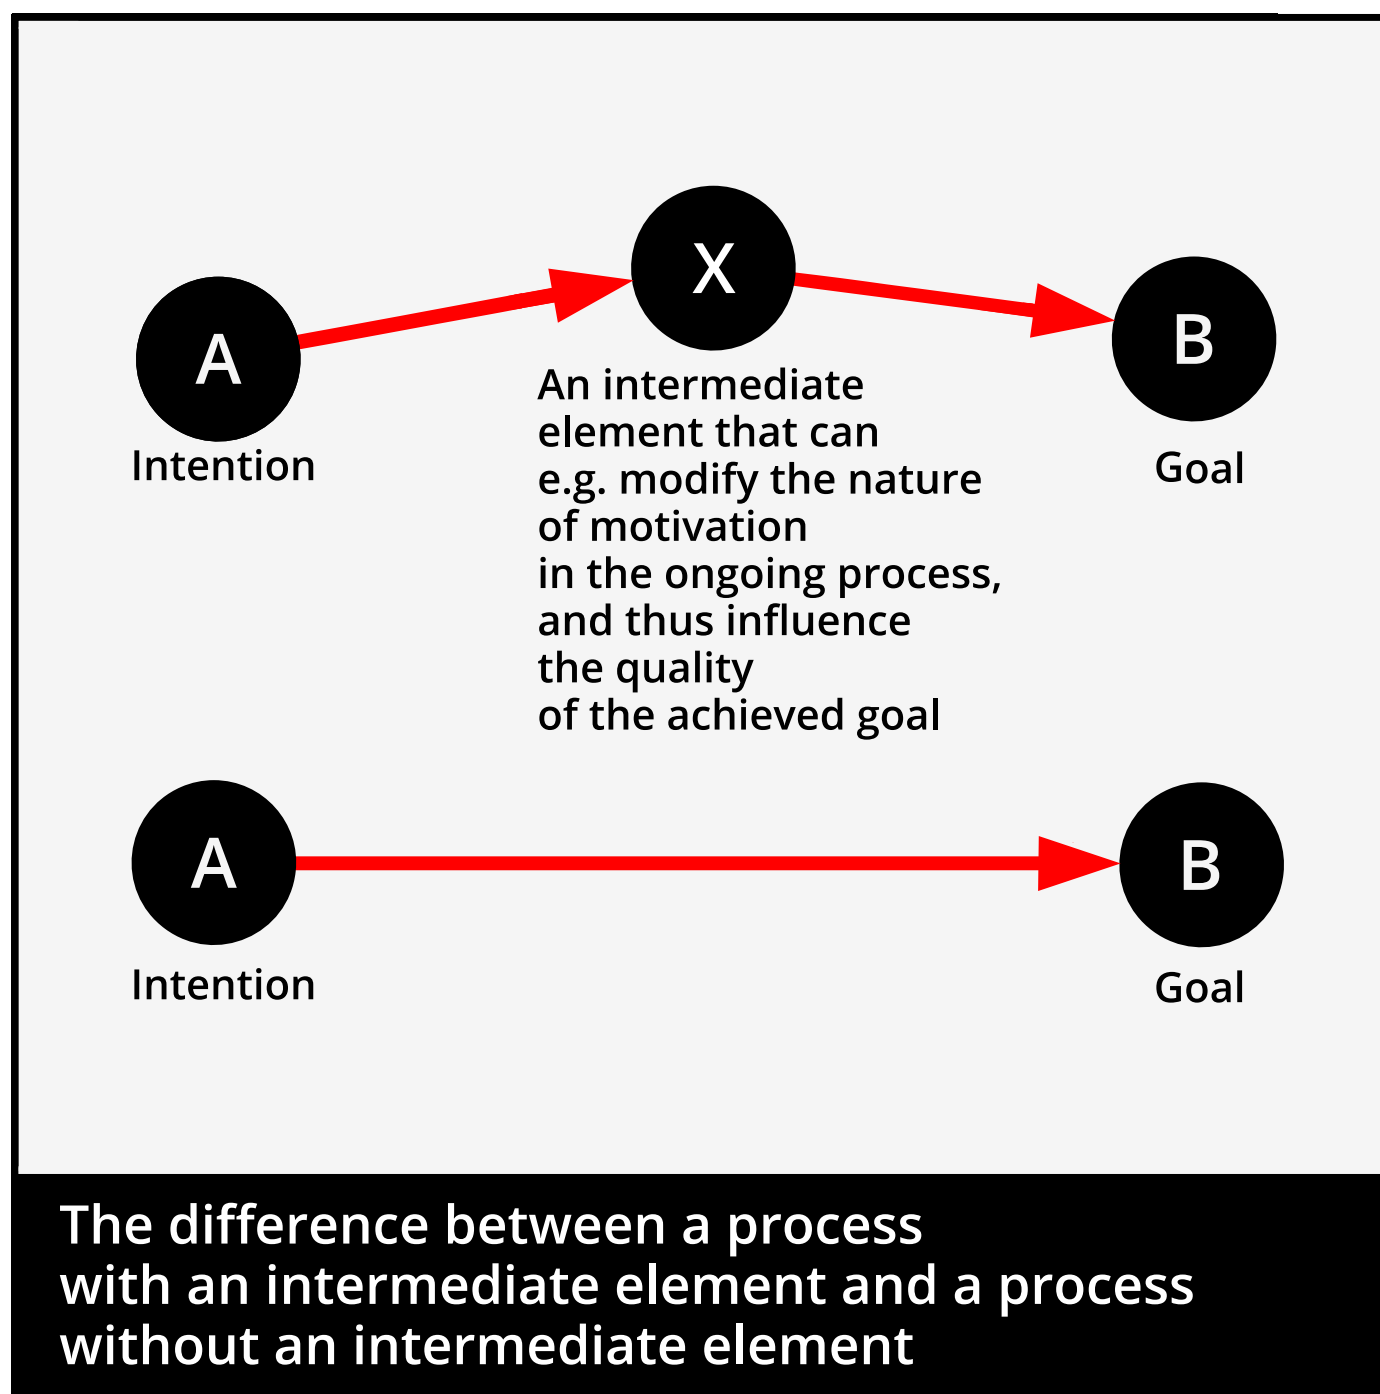 A
X
B
Intention
An intermediate
element that can
e.g. modify the nature
of motivation
in the ongoing process,
and thus influence
the quality
of the achieved goal
Goal
A
B
Intention
Goal
The difference between a process
with an intermediate element and a process
without an intermediate element